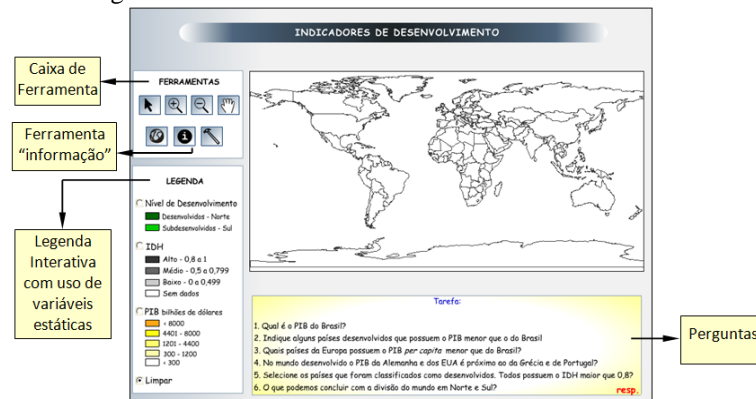 INDICADORES DE DESENVOLVIMENTO
Caixa de
Ferramenta
FERRAMENTAS
Ferramenta
“informação”
LEGENDA
Nível de Desenvolvimento
Desenvolvidos - Norte
Subdesenvolvidos - Sul
IDH
Alto - 0,8 a 1
Médio - 0,5 a 0,799
Baixo - 0 a 0,499
Sem dados
PIB bilhões de dólares
4401 - 8000
1201 - 4400
300 - 1200
< 300
Limpar
Legenda
Interativa
com uso de
variáveis
estáticas
Tarefa:
1. Qual é o PIB do Brasil?
2. Indique alguns países desenvolvidos que possuem o PIB menor que o do Brasil
3. Quais países da Europa possuem o PIB per capita menor que do Brasil?
4. No mundo desenvolvido o PIB da Alemanha e dos EUA é próximo ao da Grécia e de Portugal?
5. Selecione os países que foram classificados como desenvolvidos. Todos possuem o IDH maior que 0,8?
6. O que podemos concluir com a divisão do mundo em Norte e Sul?
resp.
Perguntas